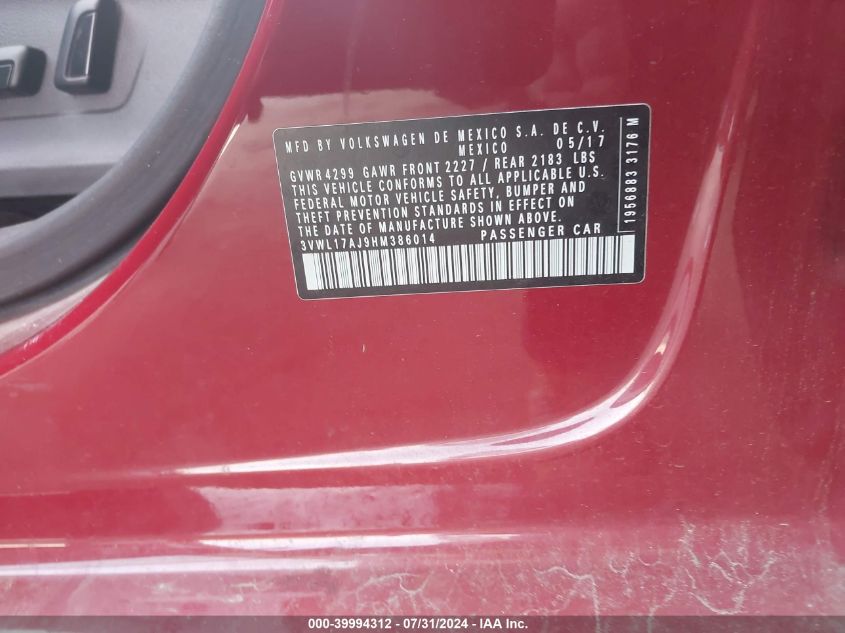 MFD BY VOLKSWAGEN DE MEXICO S.A. DE C.V.
MEXICO 05/17
GVWR 4299 GAWR FRONT 2227 / REAR 2183 LBS
THIS VEHICLE CONFORMS TO ALL APPLICABLE U.S.
FEDERAL MOTOR VEHICLE SAFETY, BUMPER AND
THEFT PREVENTION STANDARDS IN EFFECT ON
THE DATE OF MANUFACTURE SHOWN ABOVE.
3VWL17AJ9HM386014 PASSENGER CAR
1956883 3176 M
000-39994312 - 07/31/2024 - IAA Inc.